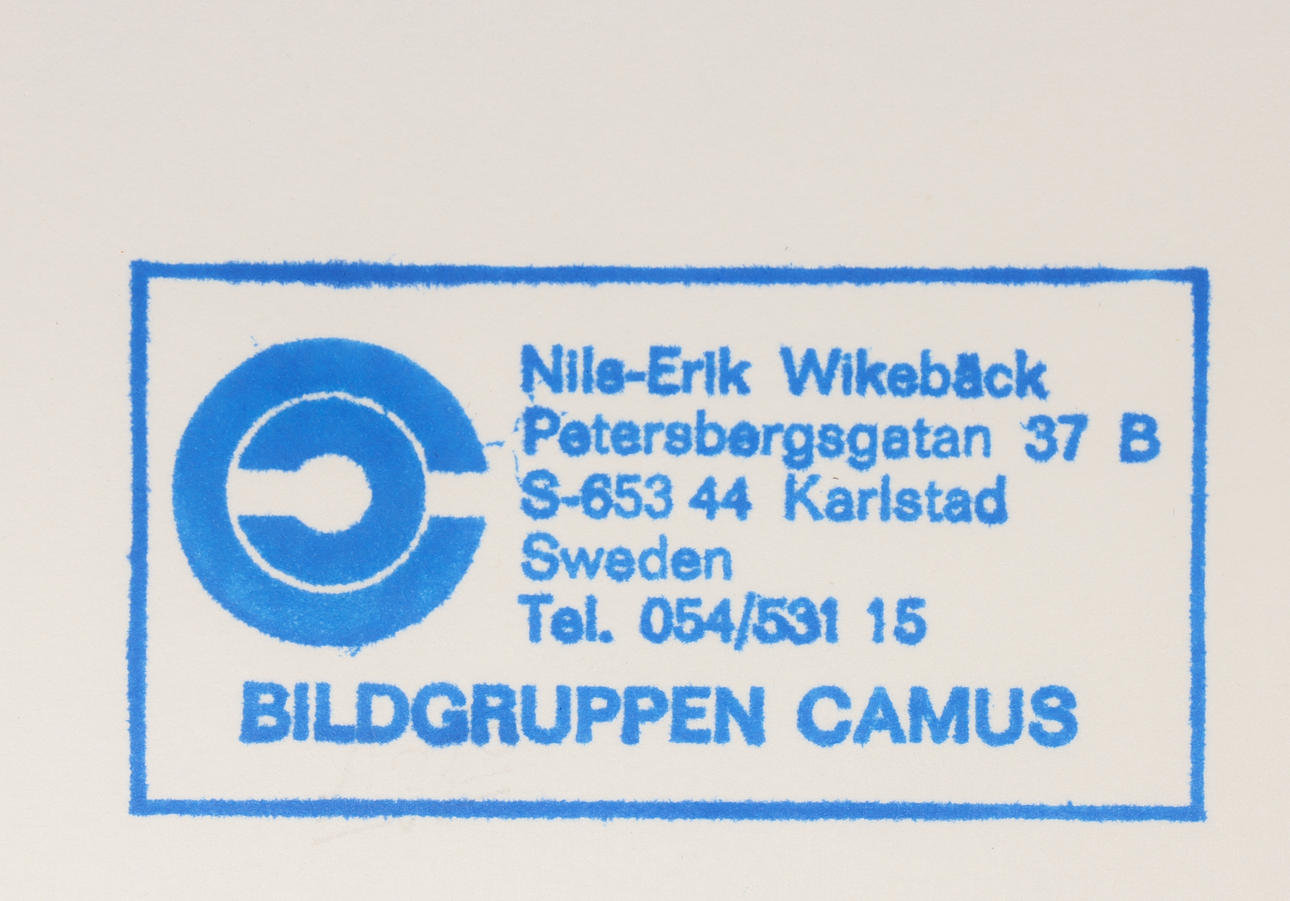 Nils-Erik Wikebäck
Petersbergsgatan 37 B
S-653 44 Karlstad
Sweden
Tel. 054/531 15
BILDGRUPPEN CAMUS